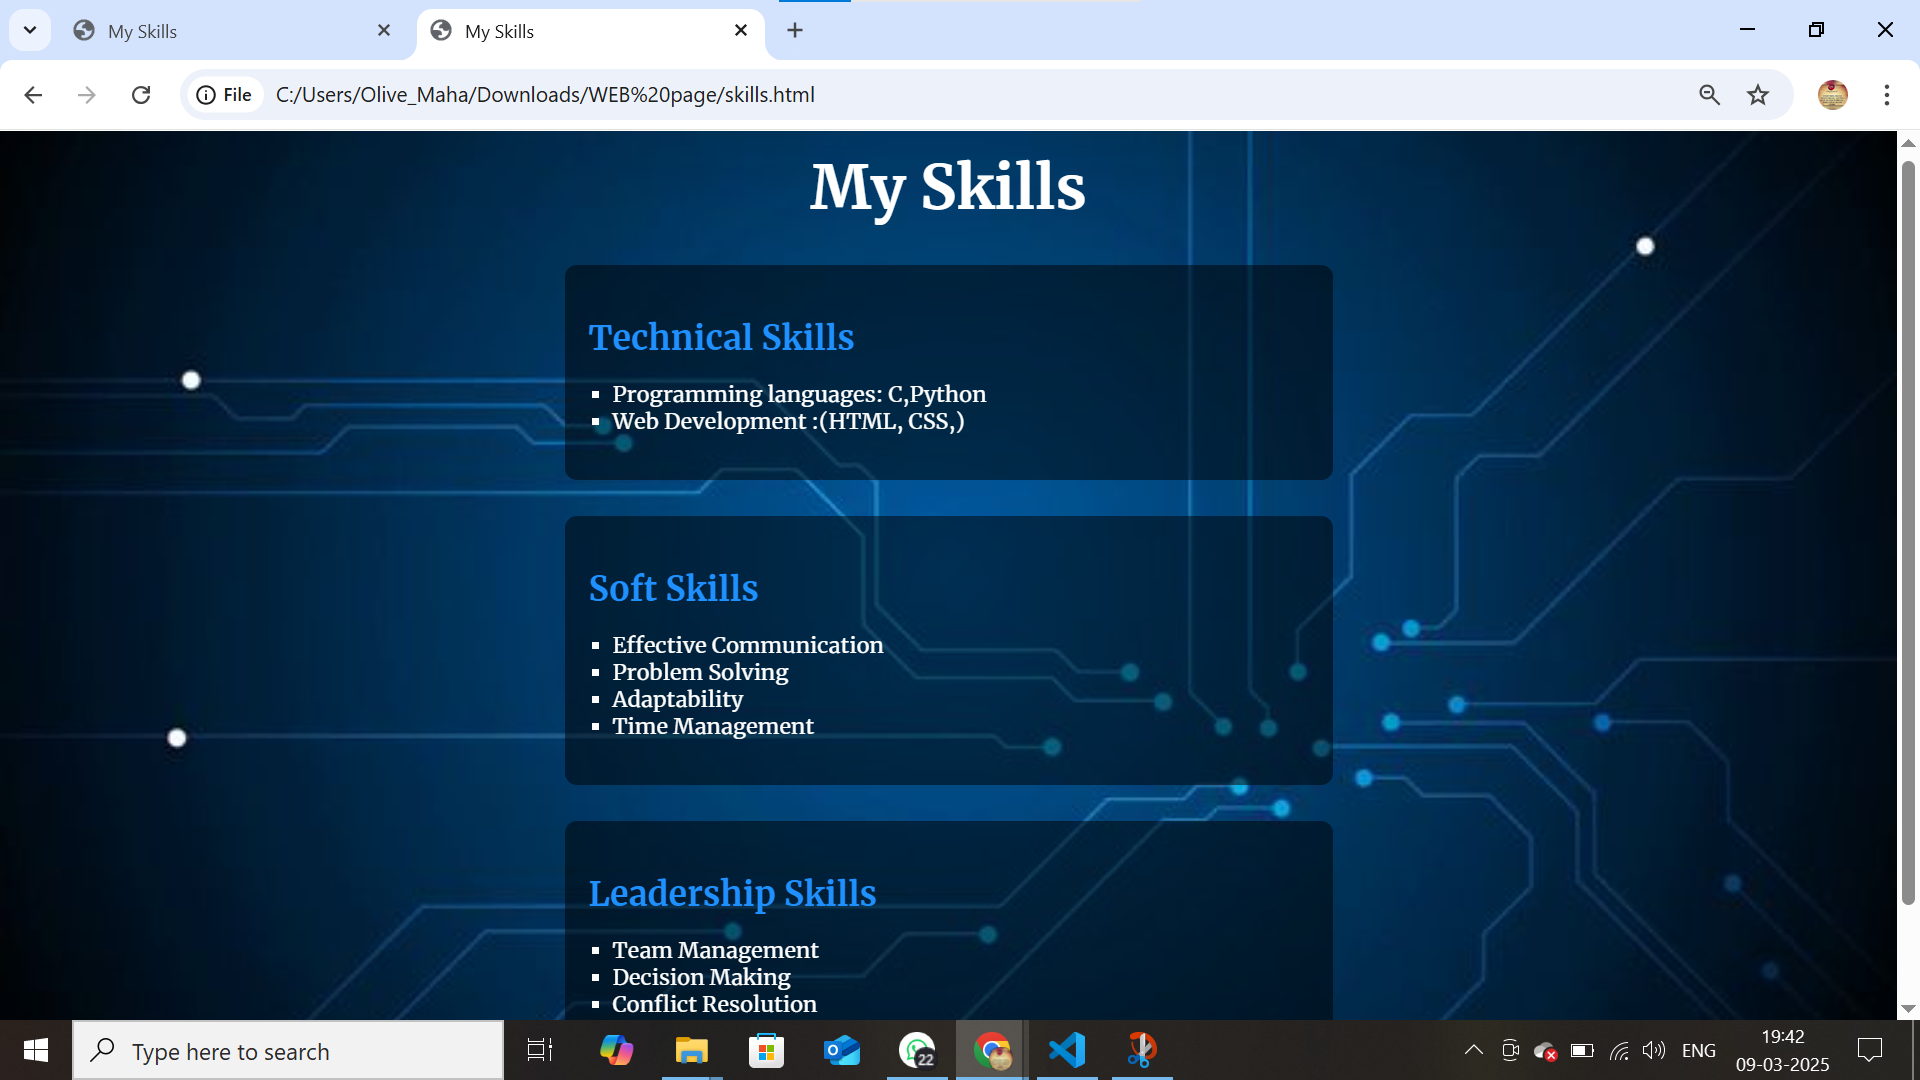 My Skills
My Skills
File
C:/Users/Olive_Maha/Downloads/WEB%20page/skills.html
My Skills
Technical Skills
Programming languages: C,Python
Web Development :(HTML, CSS,)
Soft Skills
Effective Communication
Problem Solving
Adaptability
Time Management
Leadership Skills
Team Management
Decision Making
Conflict Resolution
Type here to search
22
ENG
19:42
09-03-2025